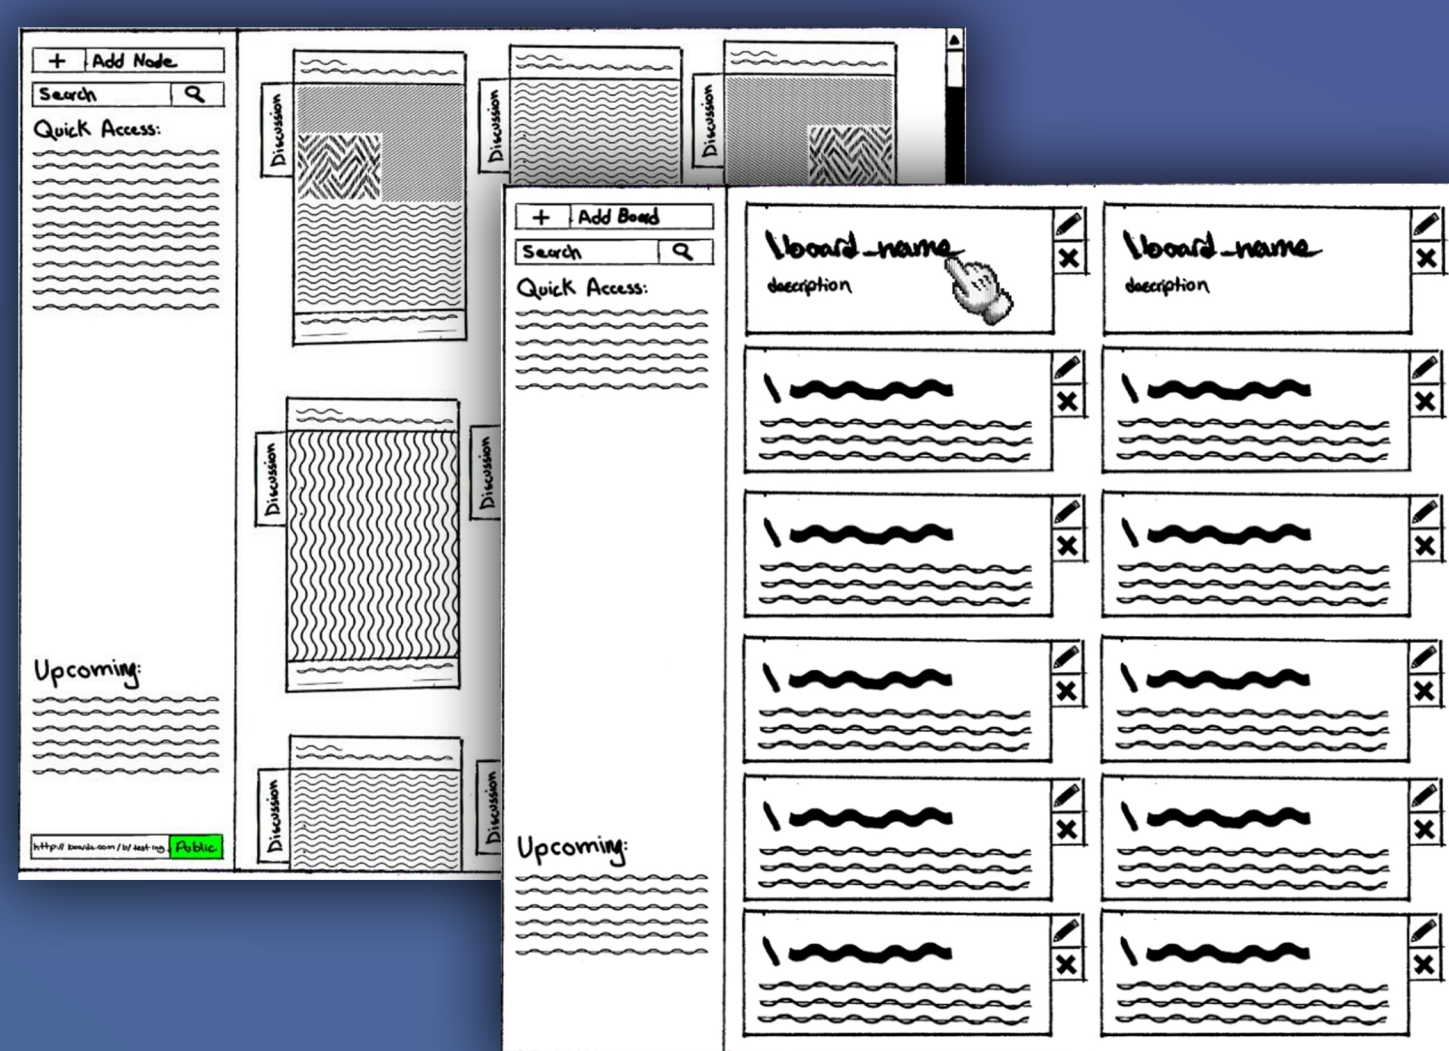 + Add Node
Search
Quick Access:
Discussion
Discussion
Discussion
Discussion
Discussion
Discussion
Discussion
Upcoming:
Public
+ Add Board
Search
Quick Access:
Upcoming:
\board_name
description
\board_name
description